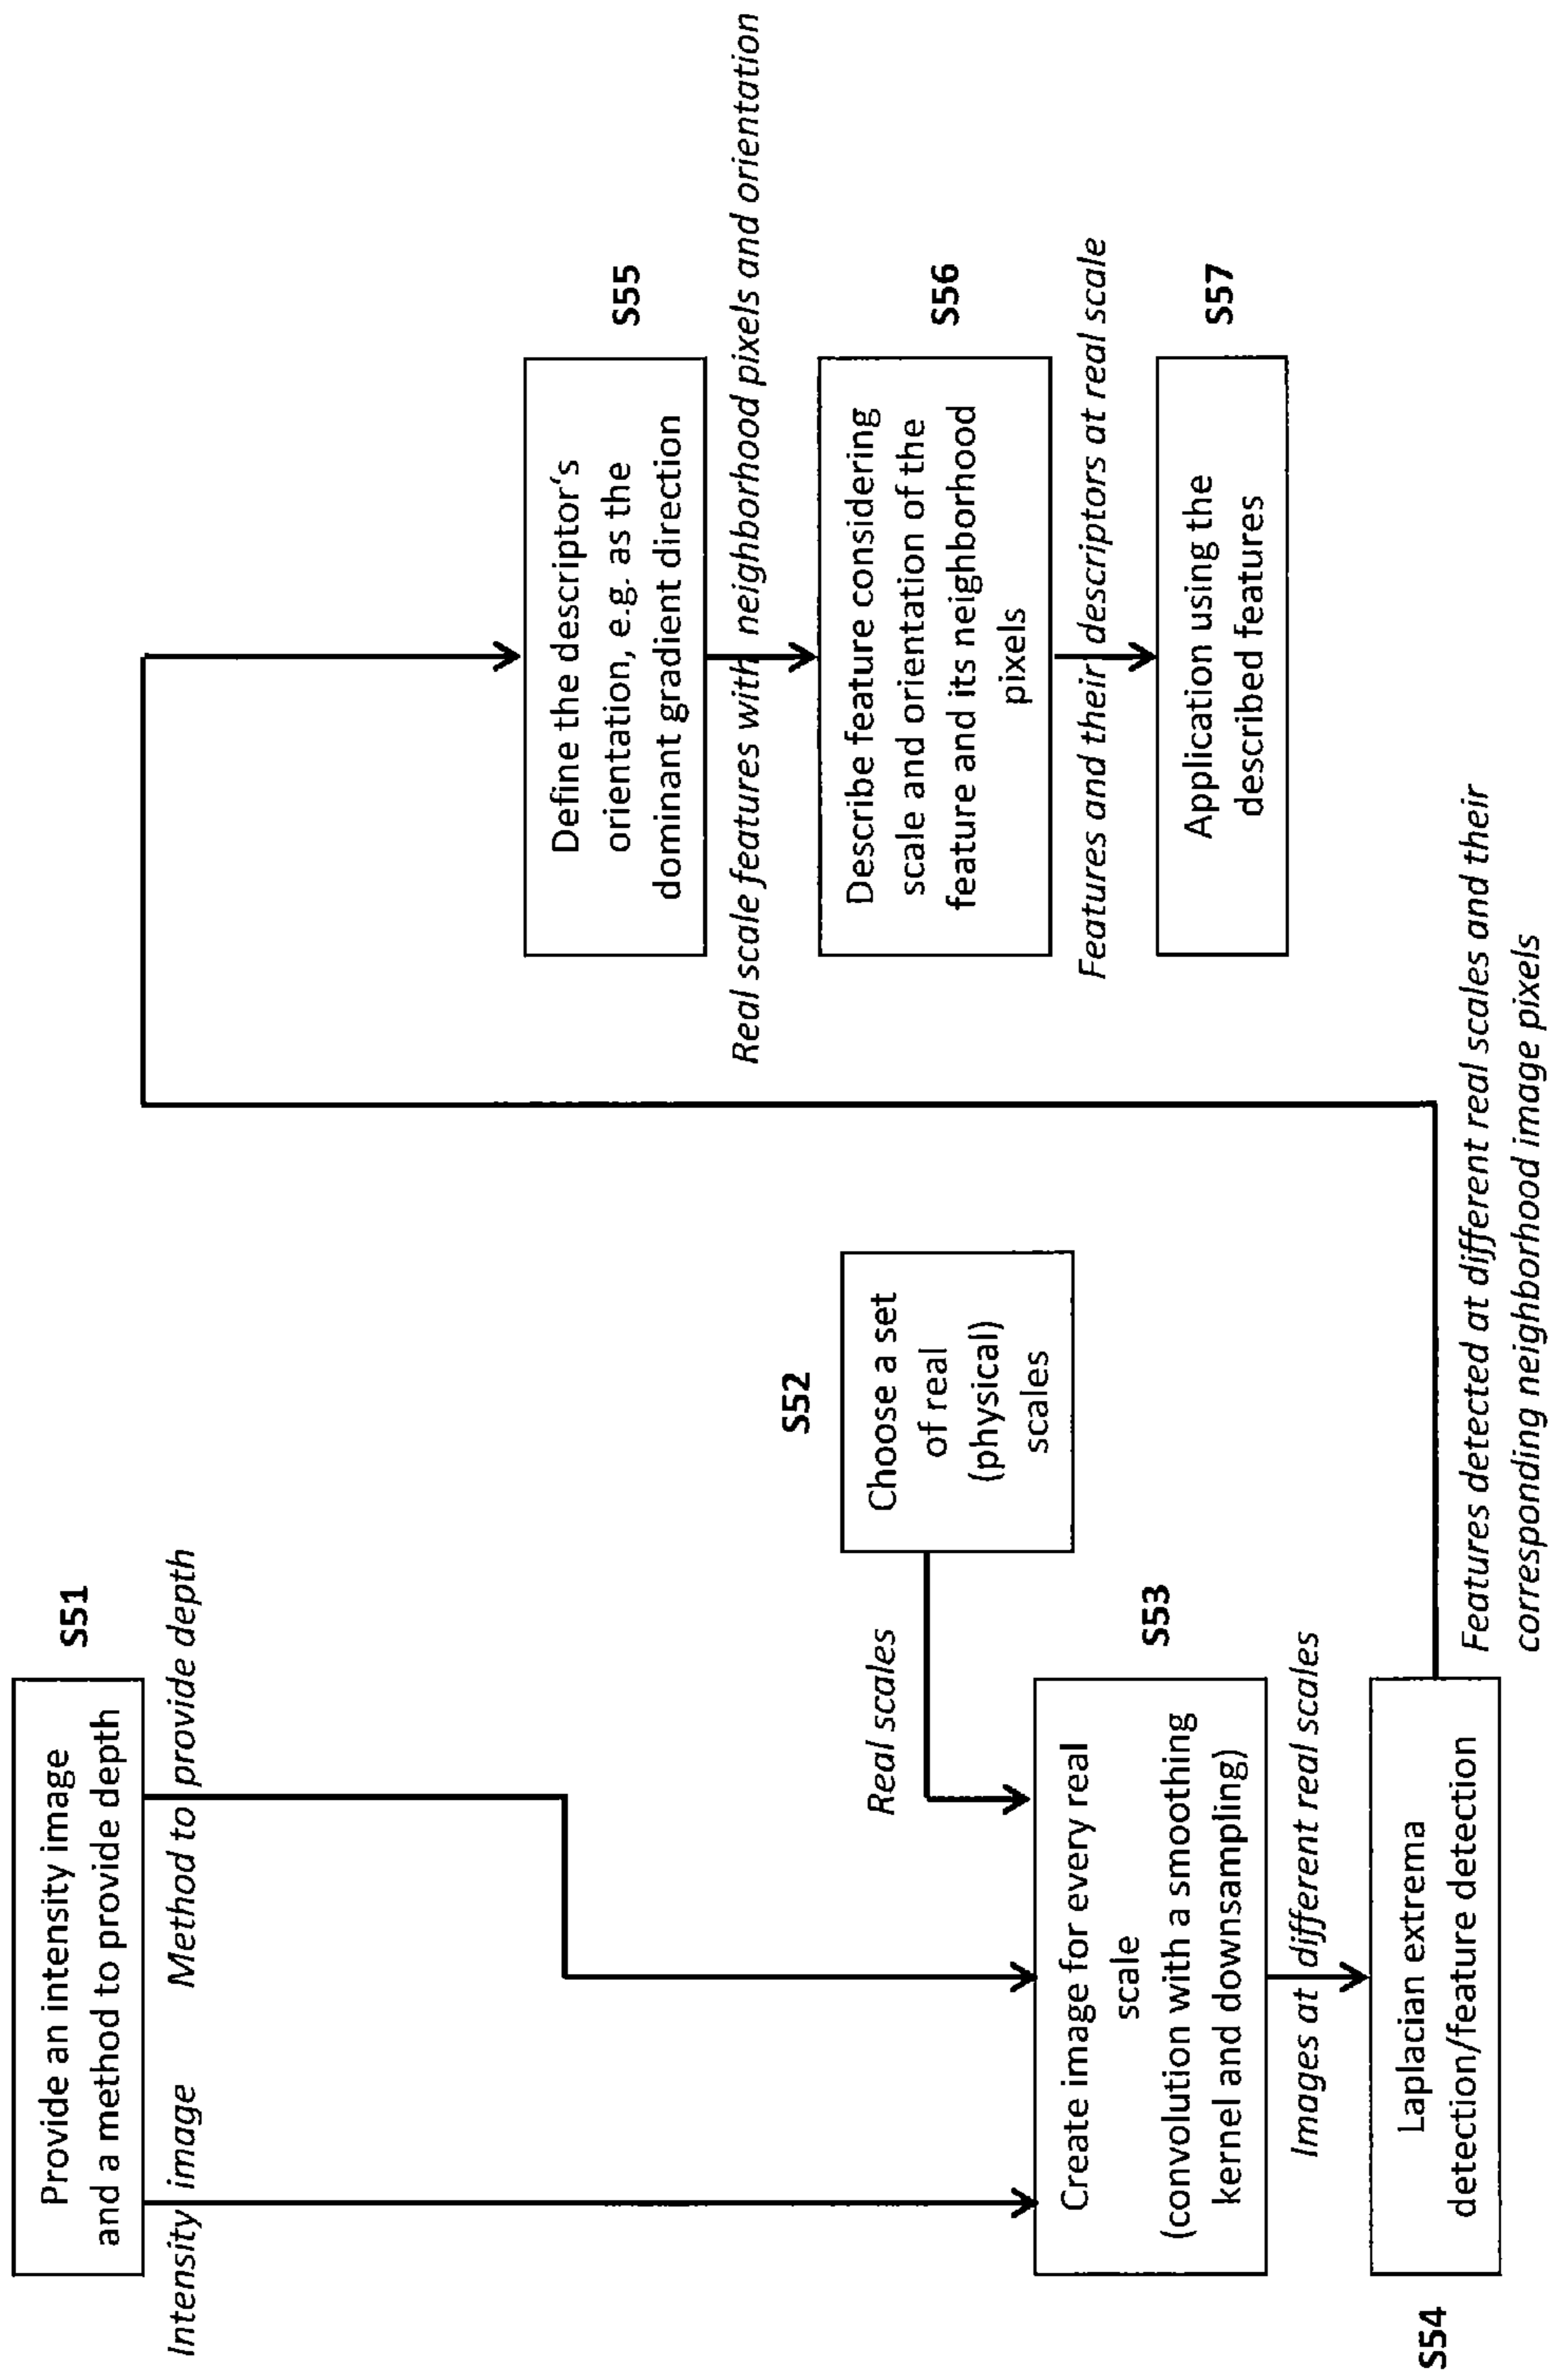 S51
Provide an intensity image
and a method to provide depth
Intensity image
Method to provide depth
S52
Choose a set
of real
(physical)
scales
Real scales
S53
Create image for every real
scale
(convolution with a smoothing
kernel and downsampling)
Images at different real scales
S54
Laplacian extrema
detection/feature detection
Features detected at different real scales and their
corresponding neighborhood image pixels
S55
Define the descriptor‘s
orientation, e.g. as the
dominant gradient direction
Real scale features with neighborhood pixels and orientation
S56
Describe feature considering
scale and orientation of the
feature and its neighborhood
pixels
Features and their descriptors at real scale
S57
Application using the
described features